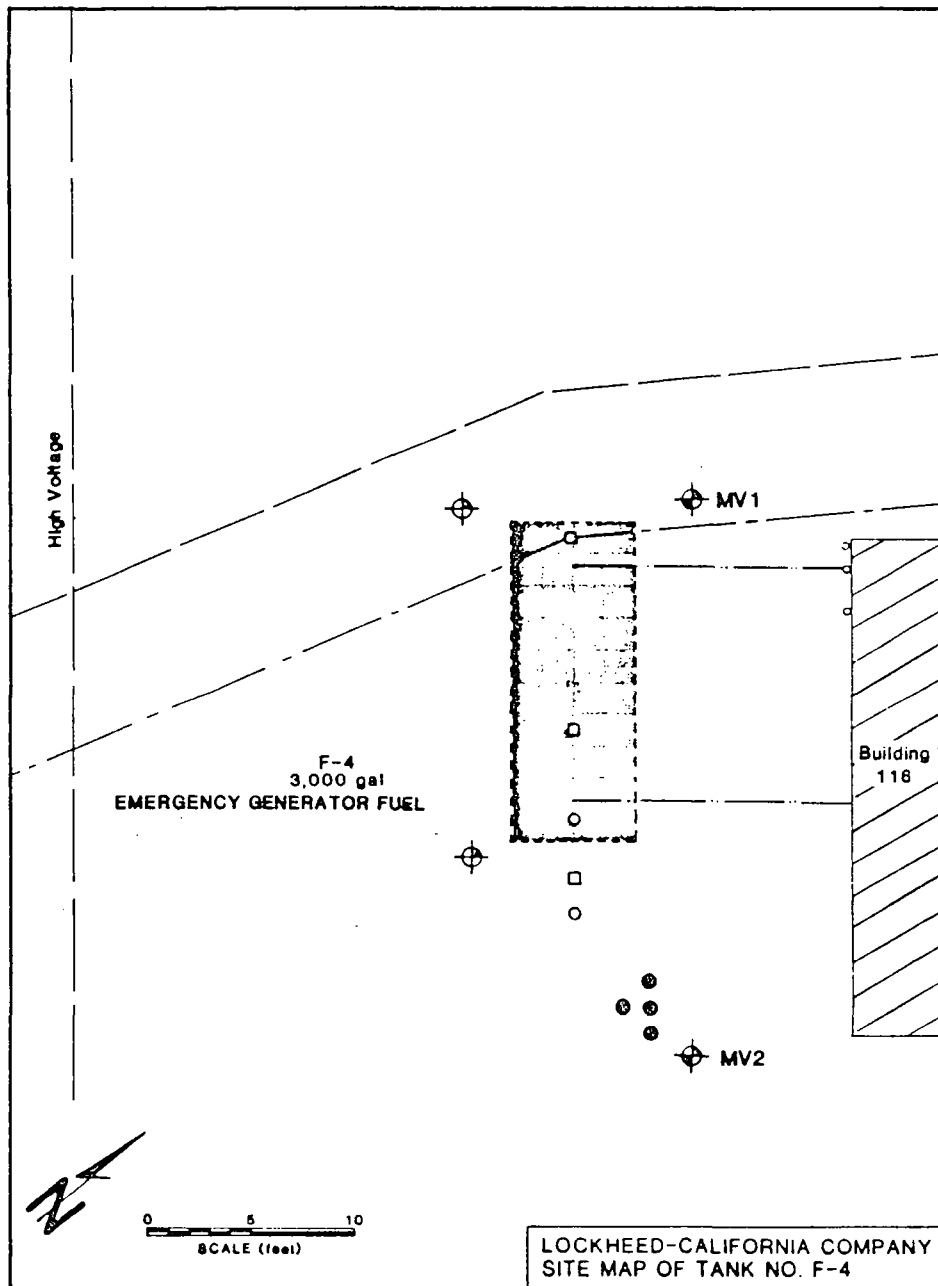 High Voltage
MV1
F-4
3,000 gal
EMERGENCY GENERATOR FUEL
Building
118
MV2
N
0 5 10
SCALE (feet)
LOCKHEED-CALIFORNIA COMPANY
SITE MAP OF TANK NO. F-4